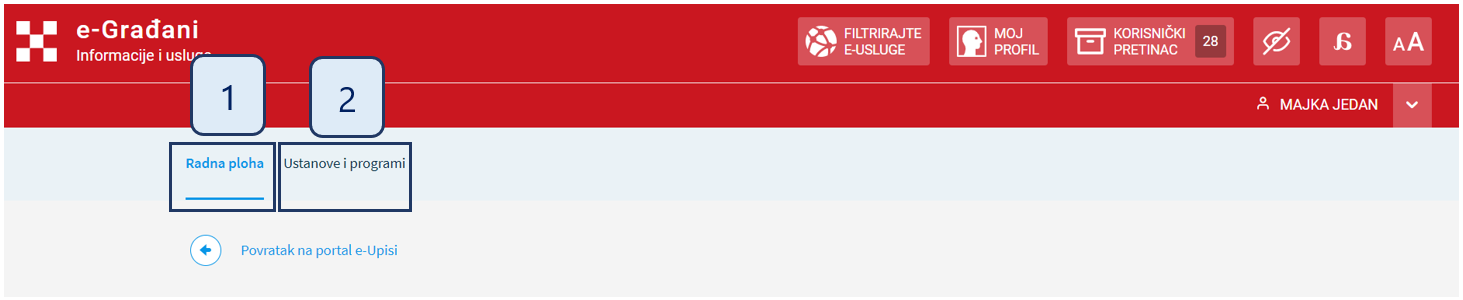 e-Građani
Informacije i usluge
FILTRIRAJTE
E-USLUGE
MOJ
PROFIL
KORISNIČKI
PRETINAC
28
AA
MAJKA JEDAN
1
2
Radna ploha
Ustanove i programi
Povratak na portal e-Upisi